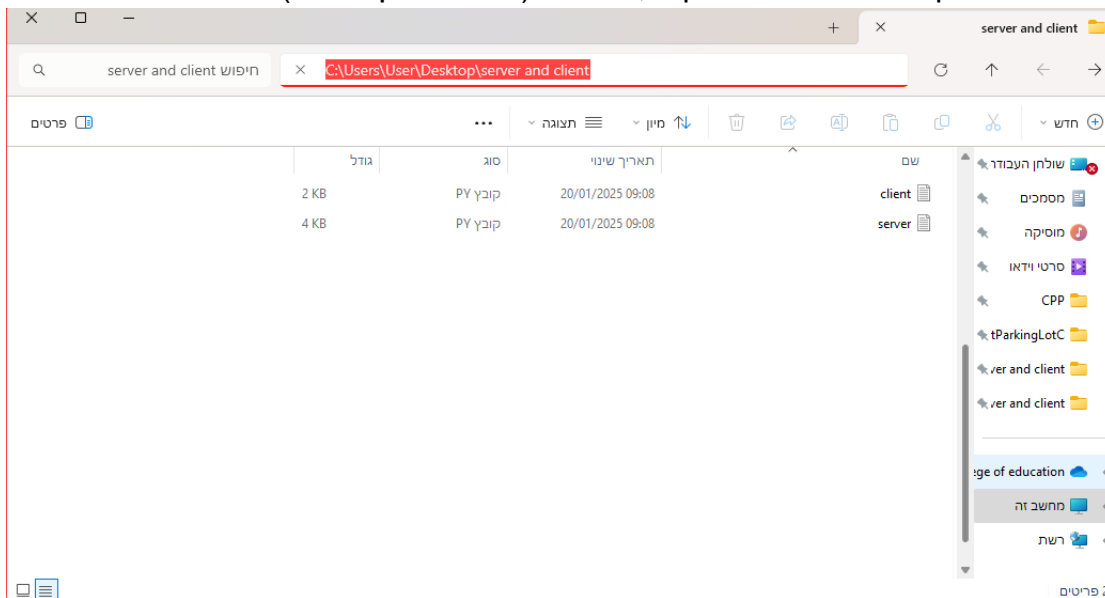 server and client
C:\Users\User\Desktop\server and client
חיפוש server and client
חדש
מיון
תצוגה
פרטים
שם
תאריך שינוי
סוג
גודל
client
20/01/2025 09:08
קובץ PY
2 KB
server
20/01/2025 09:08
קובץ PY
4 KB
שולחן העבודה
מסמכים
מוסיקה
סרטי וידאו
CPP
tParkingLotC
ver and client
ver and client
ege of education
מחשב זה
רשת
2 פריטים